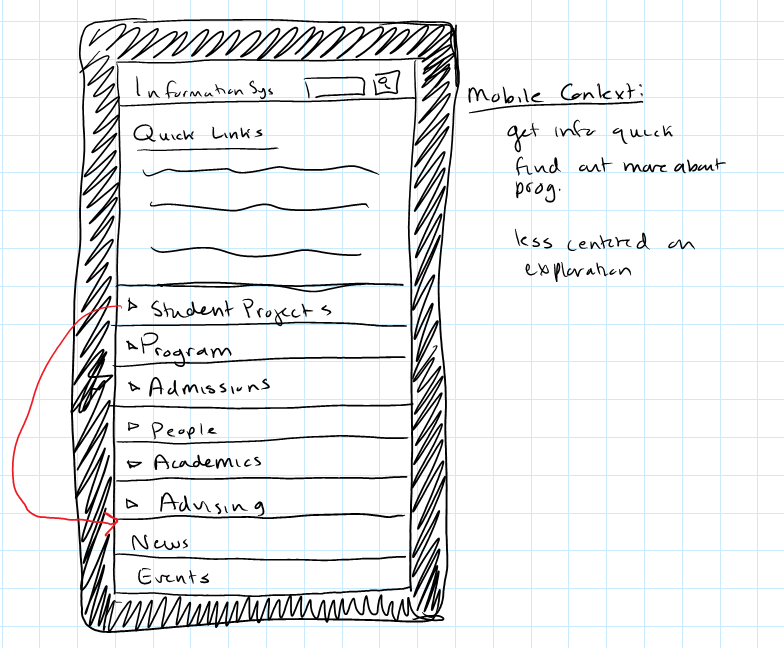 Information Sys
Quick Links
Student Projects
Program
Admissions
People
Academics
Advising
News
Events
Mobile Context:
get info quick
find out more about
prog.
less centered on
exploration